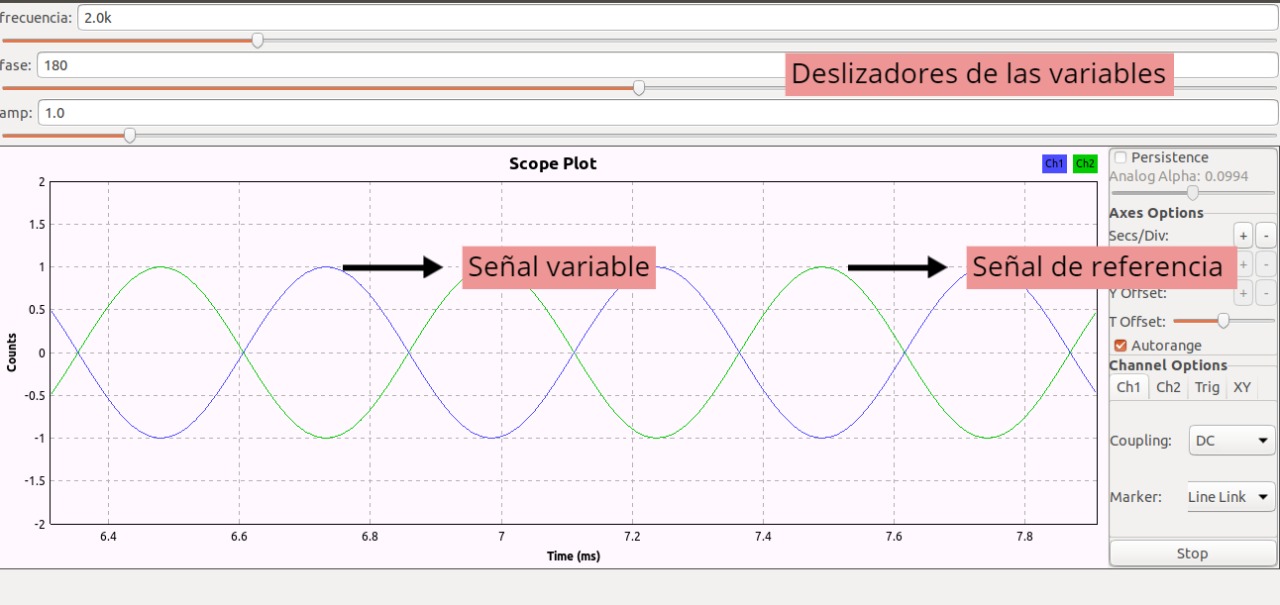 frecuencia: 2.0k
fase: 180
Deslizadores de las variables
amp: 1.0
Scope Plot
Ch1 Ch2
Persistence
Analog Alpha: 0.0994
Axes Options
Secs/Div: + -
Señal variable
Señal de referencia
+ -
Y Offset: + -
T Offset:
Autorange
Channel Options
Ch1 Ch2 Trig XY
Coupling: DC
Marker: Line Link
Stop
2
1.5
1
0.5
0
-0.5
-1
-1.5
-2
Counts
6.4 6.6 6.8 7 7.2 7.4 7.6 7.8
Time (ms)